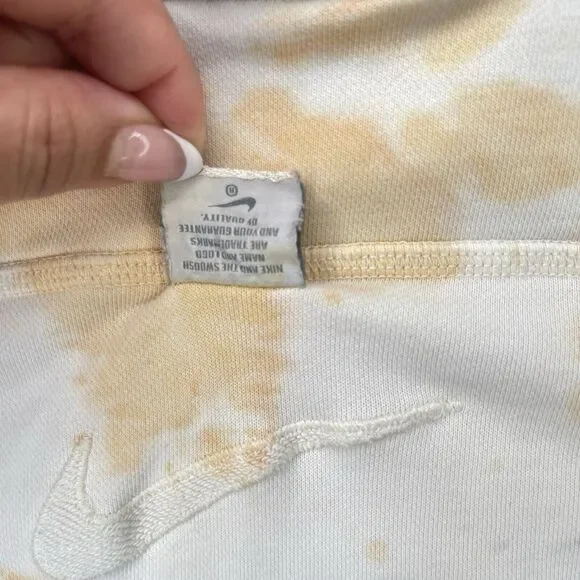 NIKE AND THE SWOOSH
NAME AND LOGO
ARE TRADEMARKS
AND YOUR GUARANTEE
OF QUALITY.
®